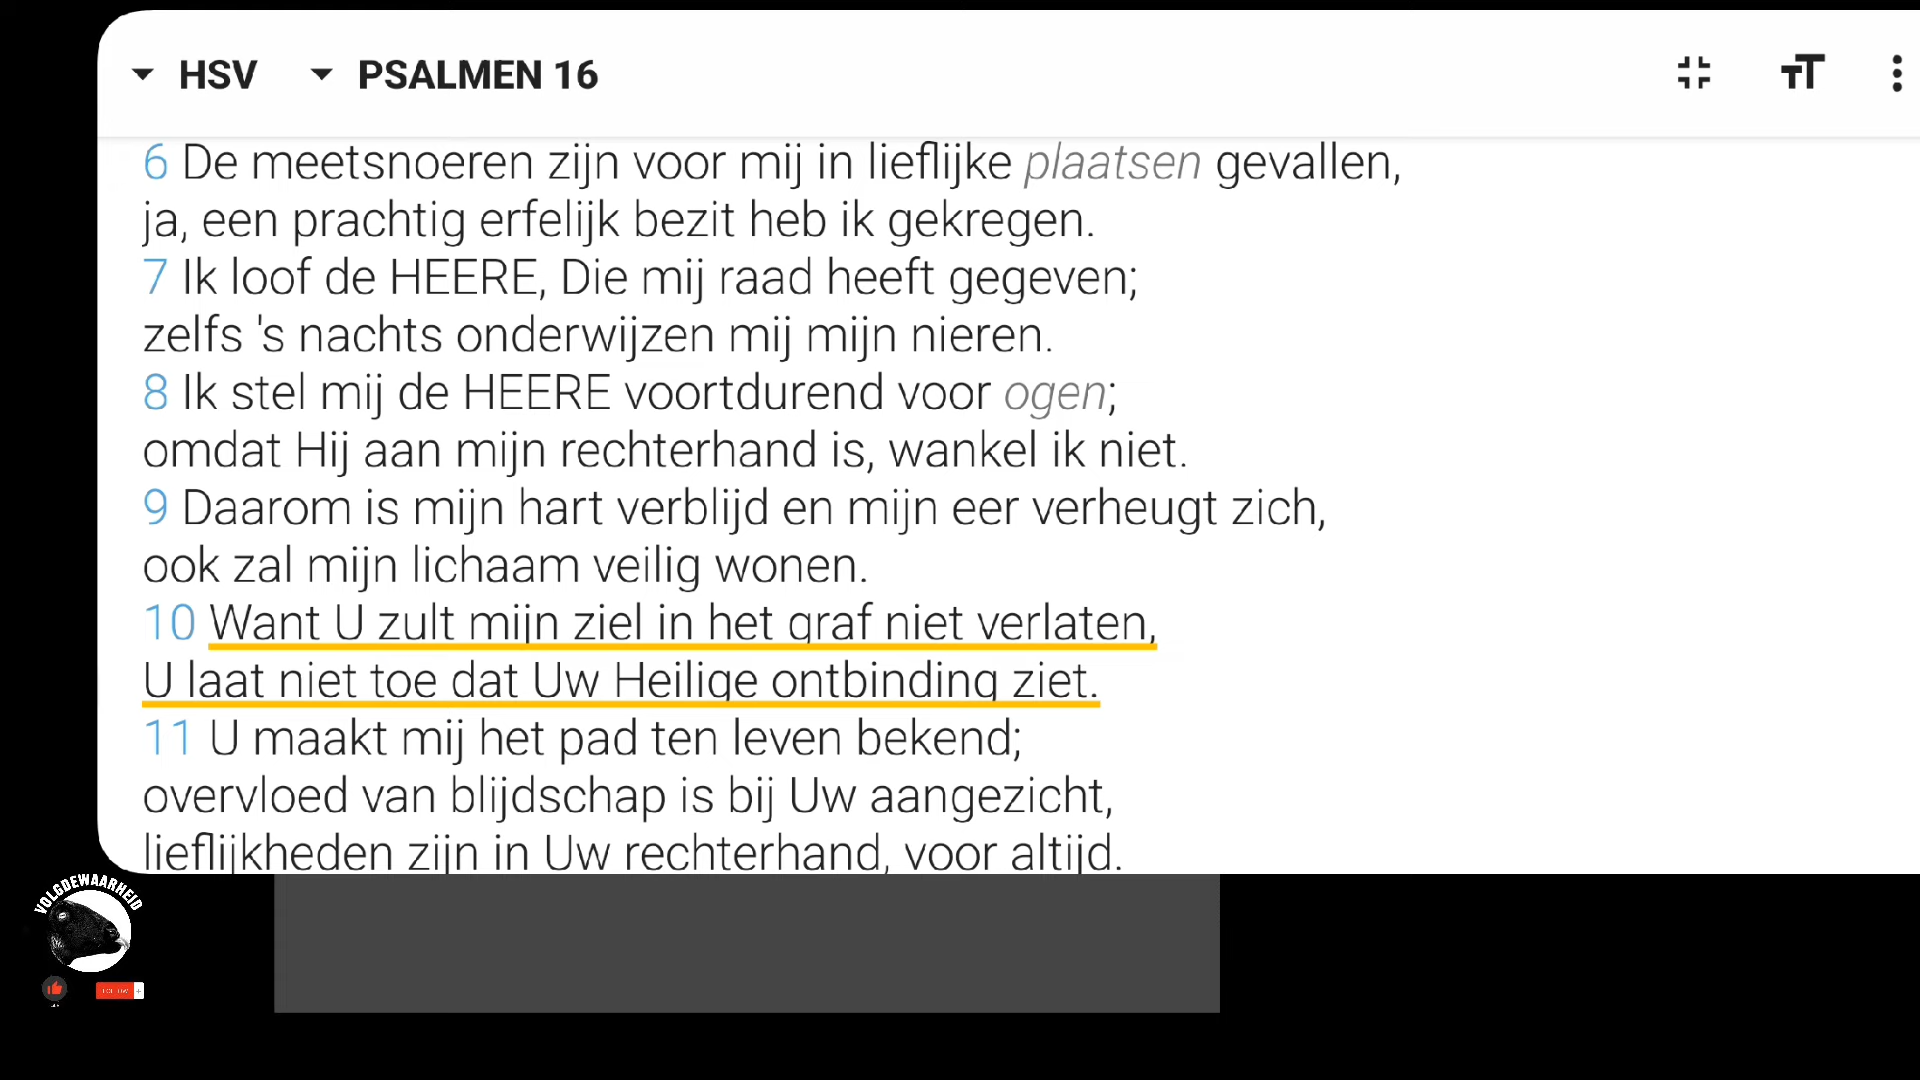 HSV PSALMEN 16
6 De meetsnoeren zijn voor mij in lieflijke plaatsen gevallen,
ja, een prachtig erfelijk bezit heb ik gekregen.
7 Ik loof de HEERE, Die mij raad heeft gegeven;
zelfs 's nachts onderwijzen mij mijn nieren.
8 Ik stel mij de HEERE voortdurend voor ogen;
omdat Hij aan mijn rechterhand is, wankel ik niet.
9 Daarom is mijn hart verblijd en mijn eer verheugt zich,
ook zal mijn lichaam veilig wonen.
10 Want U zult mijn ziel in het graf niet verlaten,
U laat niet toe dat Uw Heilige ontbinding ziet.
11 U maakt mij het pad ten leven bekend;
overvloed van blijdschap is bij Uw aangezicht,
lieflijkheden zijn in Uw rechterhand, voor altijd.
VOLGDEWAARHEID
FOLLOW